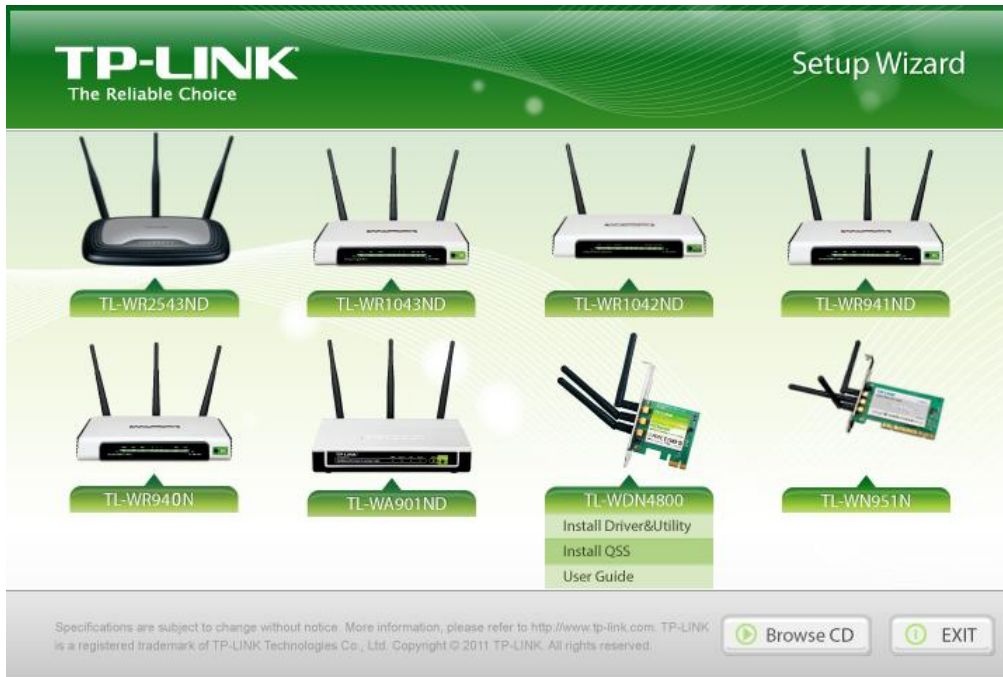 TP-LINK
The Reliable Choice
Setup Wizard
TL-WR2543ND
TL-WR1043ND
TL-WR1042ND
TL-WR941ND
TL-WR940N
TL-WA901ND
TL-WDN4800
TL-WN951N
Install Driver&Utility
Install QSS
User Guide
Specifications are subject to change without notice. More information, please refer to http://www.tp-link.com. TP-LINK
is a registered trademark of TP-LINK Technologies Co., Ltd. Copyright © 2011 TP-LINK. All rights reserved.
Browse CD
EXIT